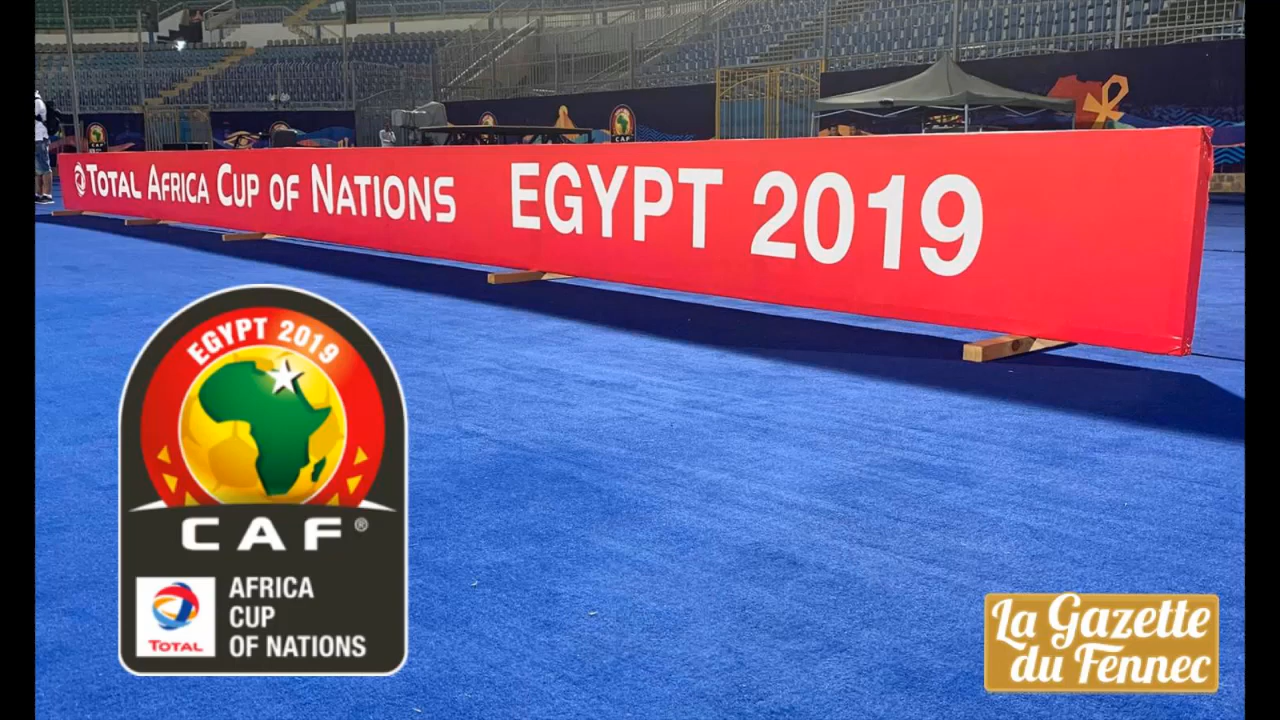 TOTAL AFRICA CUP OF NATIONS EGYPT 2019
EGYPT 2019
CAF®
TOTAL
AFRICA
CUP
OF NATIONS
La Gazette
du Fennec